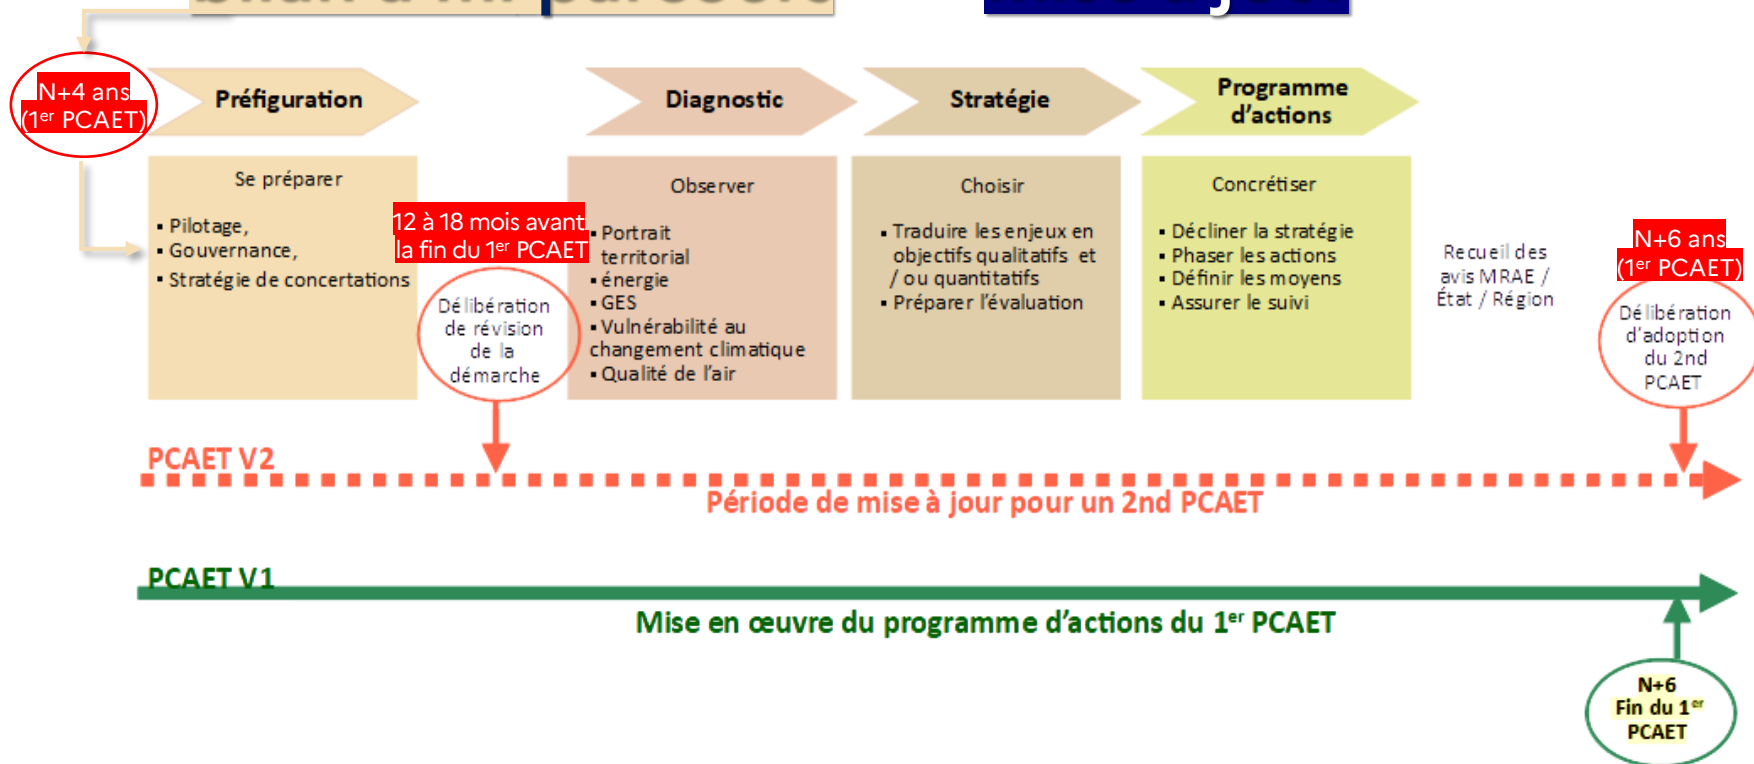 N+4 ans
(1er PCAET)
Préfiguration
Diagnostic
Stratégie
Programme
d'actions
Se préparer
▪ Pilotage,
▪ Gouvernance,
▪ Stratégie de concertations
12 à 18 mois avant
la fin du 1er PCAET
Délibération
de révision
de la
démarche
Observer
▪ Portrait
territorial
▪ énergie
▪ GES
▪ Vulnérabilité au
changement climatique
▪ Qualité de l'air
Choisir
▪ Traduire les enjeux en
objectifs qualitatifs et
/ ou quantitatifs
▪ Préparer l'évaluation
Concrétiser
▪ Décliner la stratégie
▪ Phaser les actions
▪ Définir les moyens
▪ Assurer le suivi
Recueil des
avis MRAE /
État / Région
N+6 ans
(1er PCAET)
Délibération
d'adoption
du 2nd
PCAET
PCAET V2
Période de mise à jour pour un 2nd PCAET
PCAET V1
Mise en œuvre du programme d'actions du 1er PCAET
N+6
Fin du 1er
PCAET